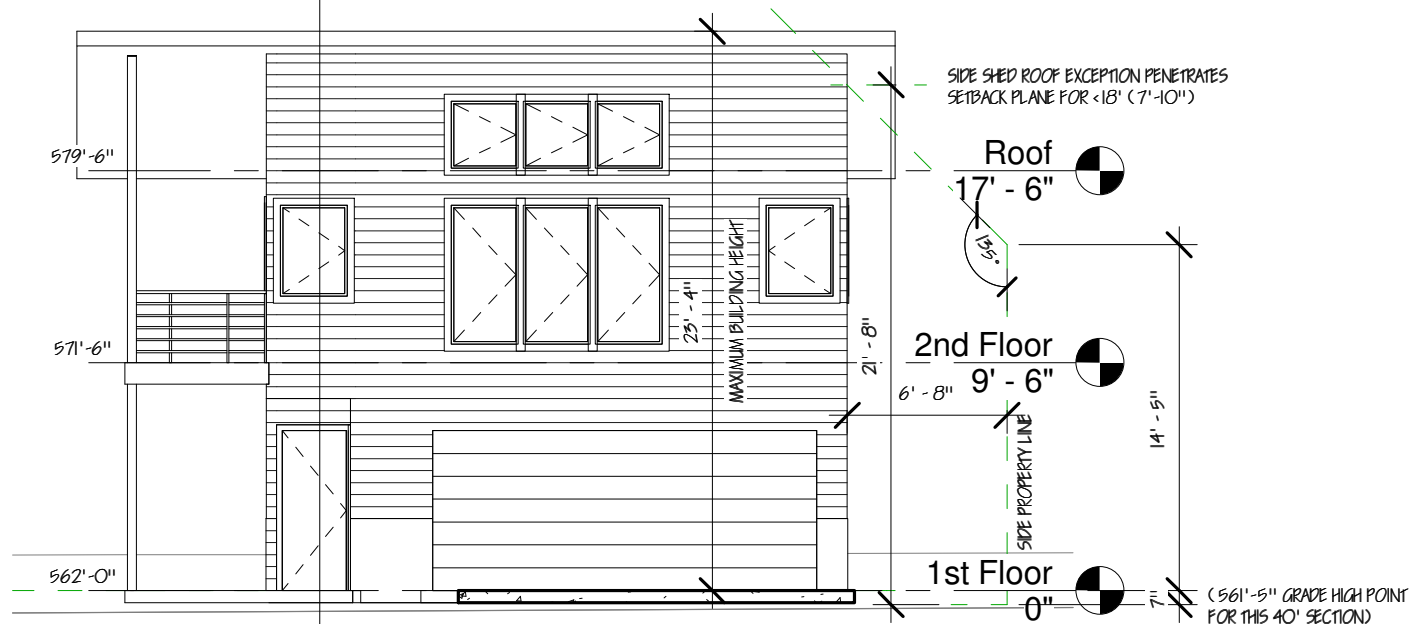 SIDE SHED ROOF EXCEPTION PENETRATES
SETBACK PLANE FOR <18' (7'-10")
579'-6"
Roof
17' - 6"
135°
MAXIMUM BUILDING HEIGHT
23' - 4"
21' - 8"
571'-6"
2nd Floor
9' - 6"
6' - 8"
14' - 5"
SIDE PROPERTY LINE
562'-0"
1st Floor
0"
7"
(561'-5" GRADE HIGH POINT
FOR THIS 40' SECTION)